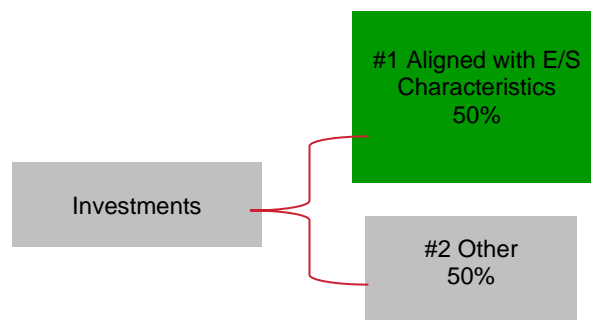 #1 Aligned with E/S
Characteristics
50%
Investments
#2 Other
50%